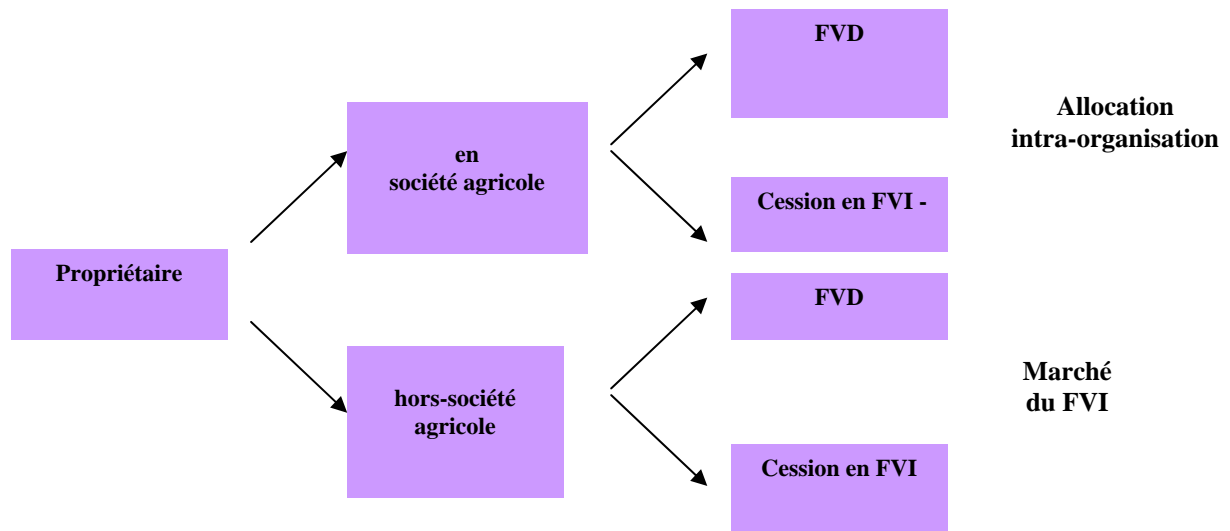 FVD
Allocation
intra-organisation
en
société agricole
Cession en FVI -
Propriétaire
FVD
hors-société
agricole
Marché
du FVI
Cession en FVI